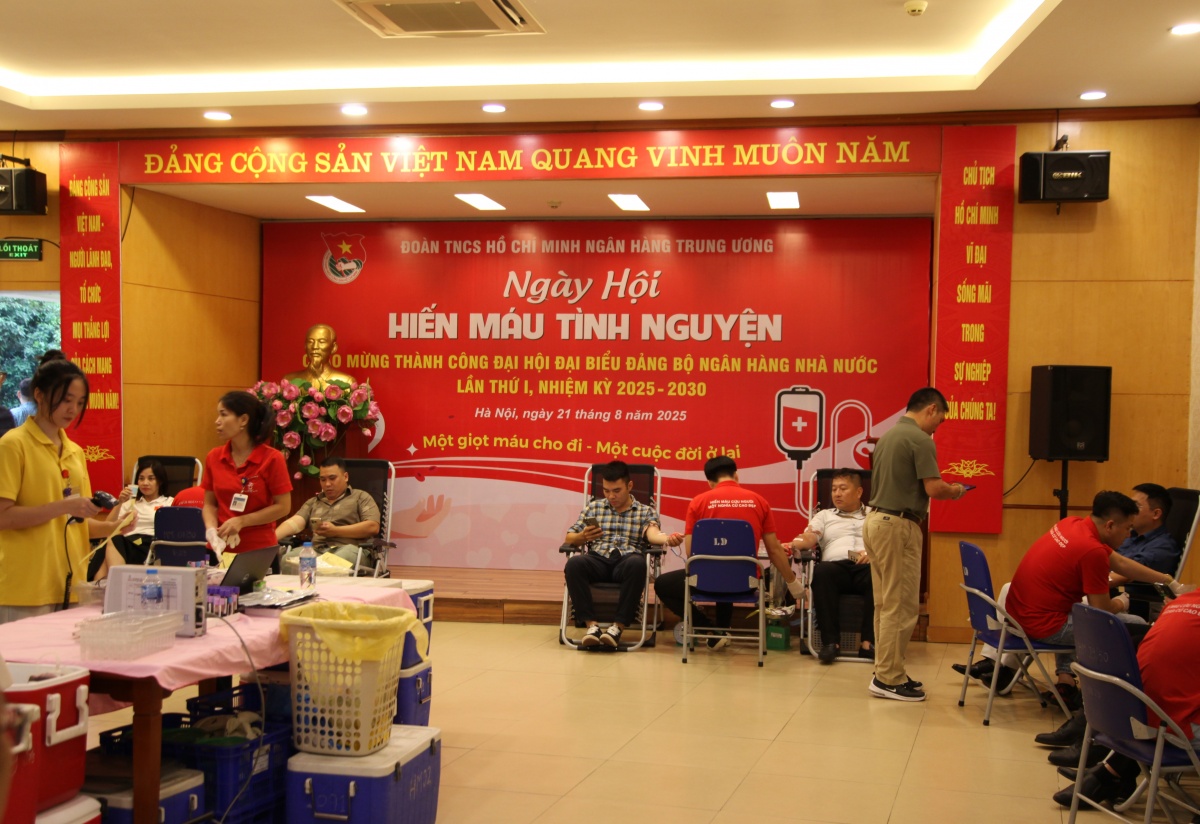 ĐẢNG CỘNG SẢN VIỆT NAM QUANG VINH MUÔN NĂM
ĐẢNG CỘNG SẢN
VIỆT NAM -
NGƯỜI LÃNH ĐẠO,
TỔ CHỨC
MỌI THẮNG LỢI
CỦA CÁCH MẠNG
MUÔN NĂM!
LỐI THOÁT
EXIT
ĐOÀN TNCS HỒ CHÍ MINH NGÂN HÀNG TRUNG ƯƠNG
Ngày Hội
HIẾN MÁU TÌNH NGUYỆN
MỪNG THÀNH CÔNG ĐẠI HỘI ĐẠI BIỂU ĐẢNG BỘ NGÂN HÀNG NHÀ NƯỚC
LẦN THỨ I, NHIỆM KỲ 2025-2030
Hà Nội, ngày 21 tháng 8 năm 2025
Một giọt máu cho đi - Một cuộc đời ở lại
CHỦ TỊCH
HỒ CHÍ MINH
VĨ ĐẠI
SỐNG MÃI
TRONG
SỰ NGHIỆP
CỦA CHÚNG TA!
LD